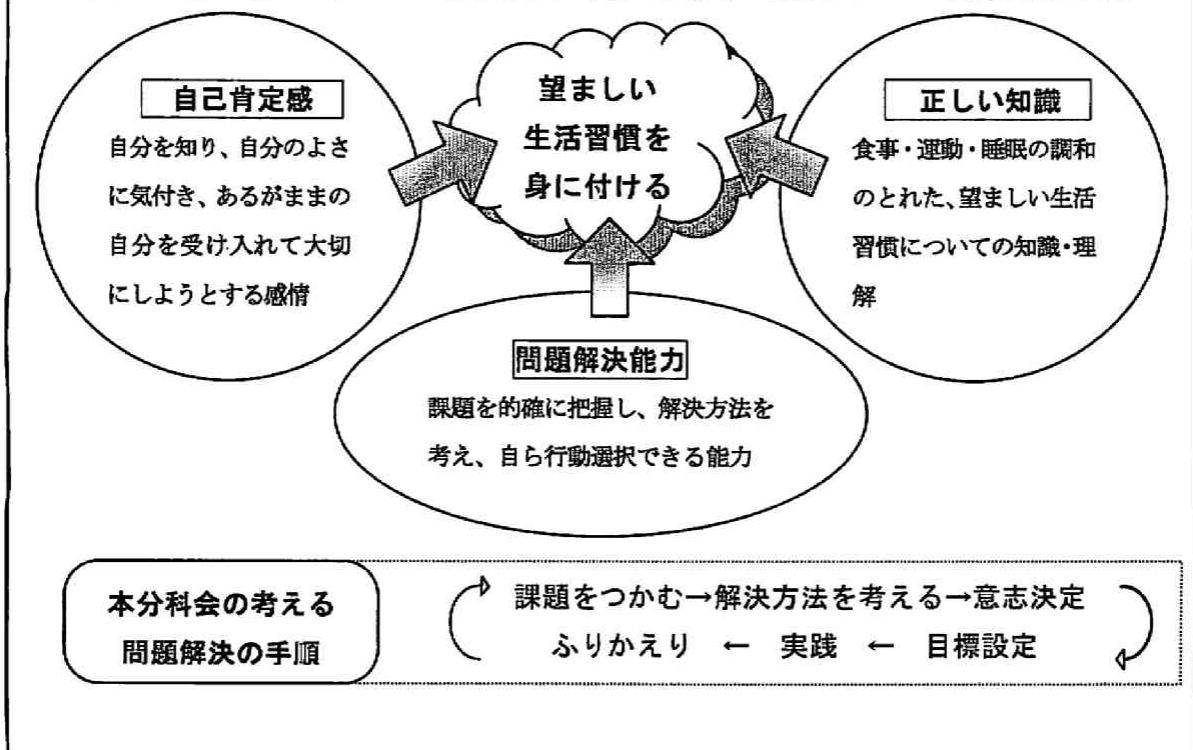 自己肯定感
自分を知り、自分のよさ
に気付き、あるがままの
自分を受け入れて大切
にしようとする感情
望ましい
生活習慣を
身に付ける
正しい知識
食事・運動・睡眠の調和
のとれた、望ましい生活
習慣についての知識・理
解
問題解決能力
課題を的確に把握し、解決方法を
考え、自ら行動選択できる能力
本分科会の考える
問題解決の手順
課題をつかむ→解決方法を考える→意志決定
ふりかえり ← 実践 ← 目標設定